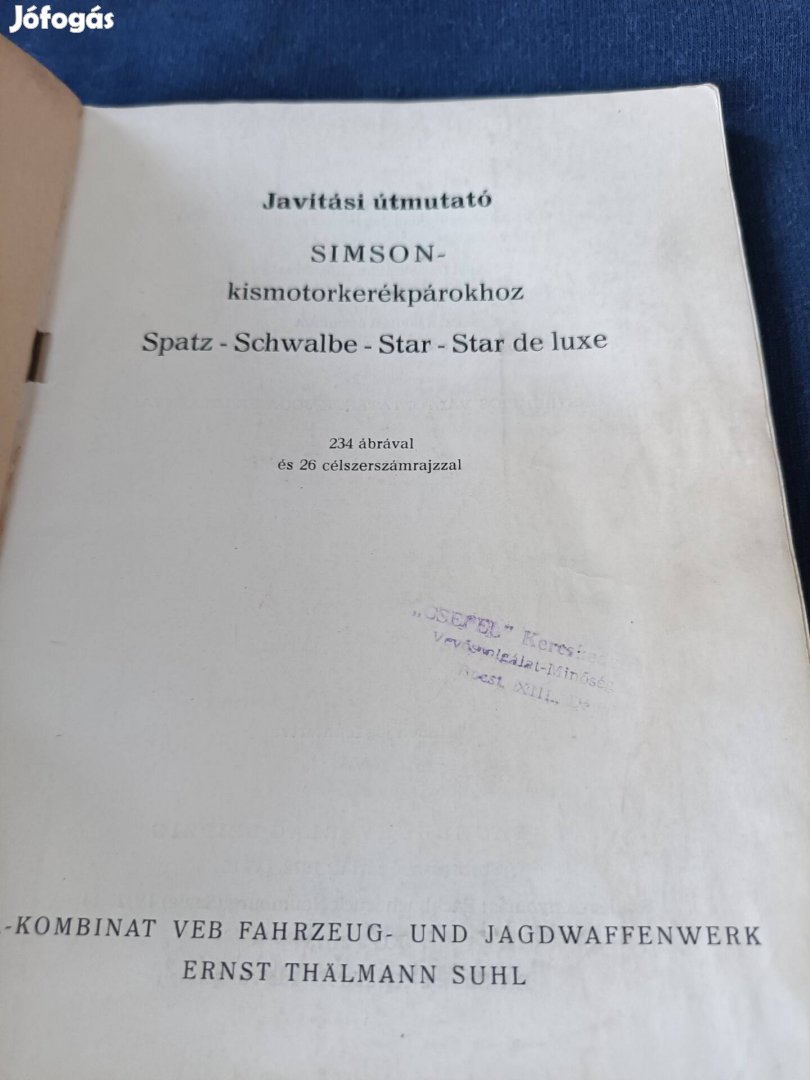 Jófogás
Javítási útmutató
SIMSON-
kismotorkerékpárokhoz
Spatz - Schwalbe - Star - Star de luxe
234 ábrával
és 26 célszerszámrajzzal
„CSEPEL"
-KOMBINAT VEB FAHRZEUG- UND JAGDWAFFENWERK
ERNST THÄLMANN SUHL